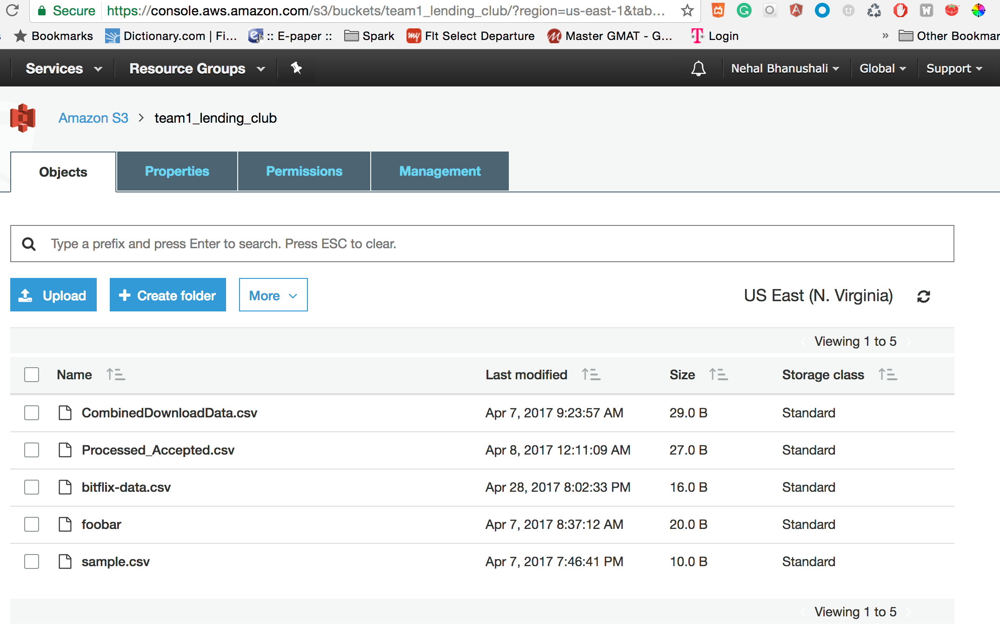 Secure https://console.aws.amazon.com/s3/buckets/team1_lending_club/?region=us-east-1&tab...
Bookmarks Dictionary.com | Fi... :: E-paper :: Spark my Flt Select Departure Master GMAT - G... T Login » Other Bookmar
Services Resource Groups Nehal Bhanushali Global Support
Amazon S3 > team1_lending_club
Objects Properties Permissions Management
Type a prefix and press Enter to search. Press ESC to clear.
Upload Create folder More US East (N. Virginia)
Viewing 1 to 5
Name Last modified Size Storage class
CombinedDownloadData.csv Apr 7, 2017 9:23:57 AM 29.0 B Standard
Processed_Accepted.csv Apr 8, 2017 12:11:09 AM 27.0 B Standard
bitflix-data.csv Apr 28, 2017 8:02:33 PM 16.0 B Standard
foobar Apr 7, 2017 8:37:12 AM 20.0 B Standard
sample.csv Apr 7, 2017 7:46:41 PM 10.0 B Standard
Viewing 1 to 5